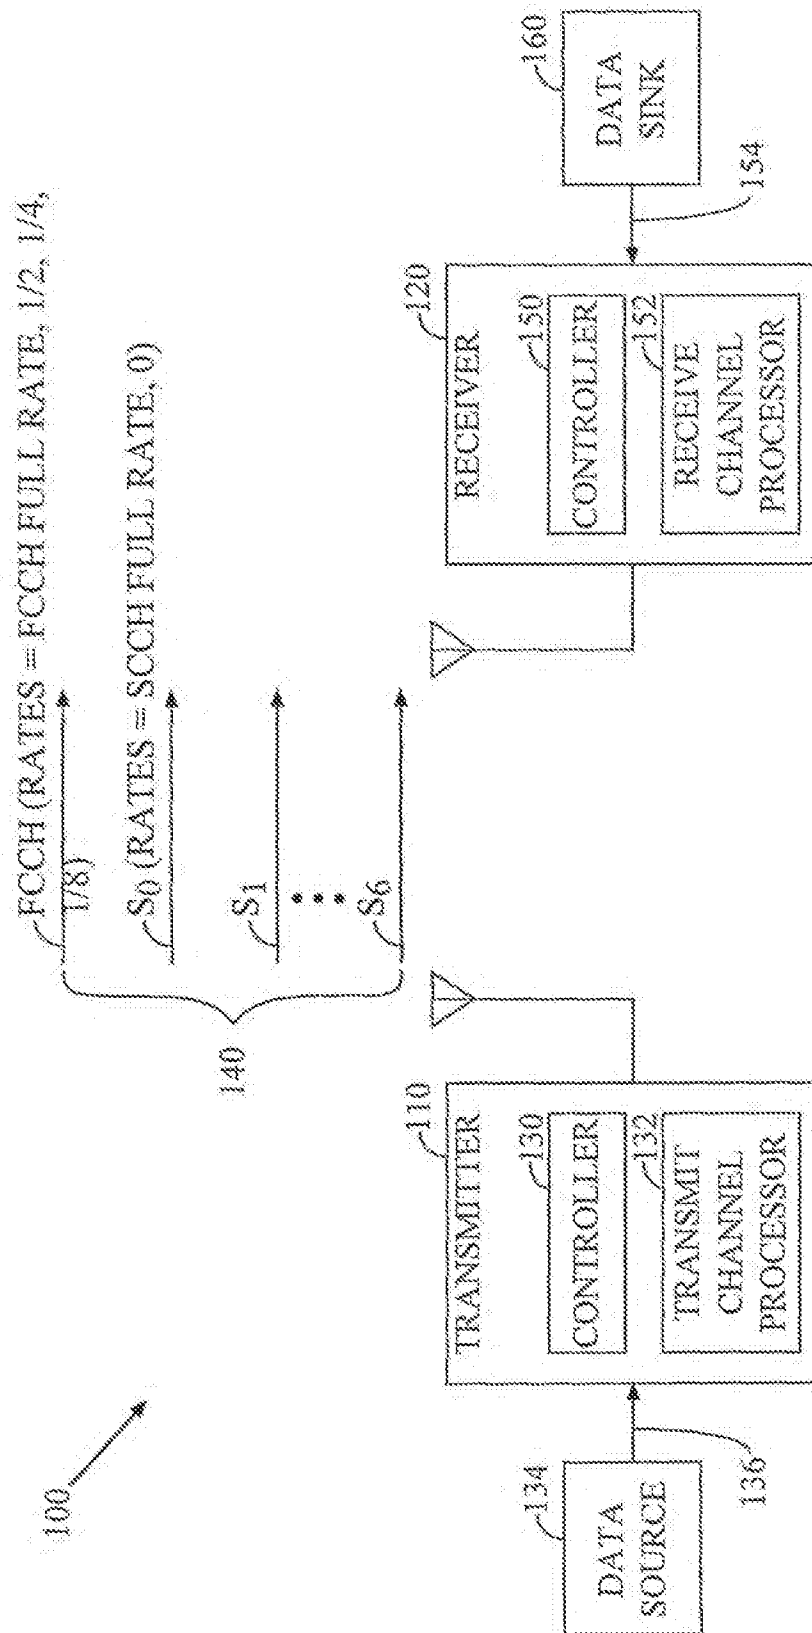 100
FCCH (RATES = FCCH FULL RATE, 1/2, 1/4,
1/8)
S0 (RATES = SCCH FULL RATE, 0)
S1
S6
140
110
TRANSMITTER
130
CONTROLLER
132
TRANSMIT
CHANNEL
PROCESSOR
134
DATA
SOURCE
136
120
RECEIVER
150
CONTROLLER
152
RECEIVE
CHANNEL
PROCESSOR
160
DATA
SINK
154